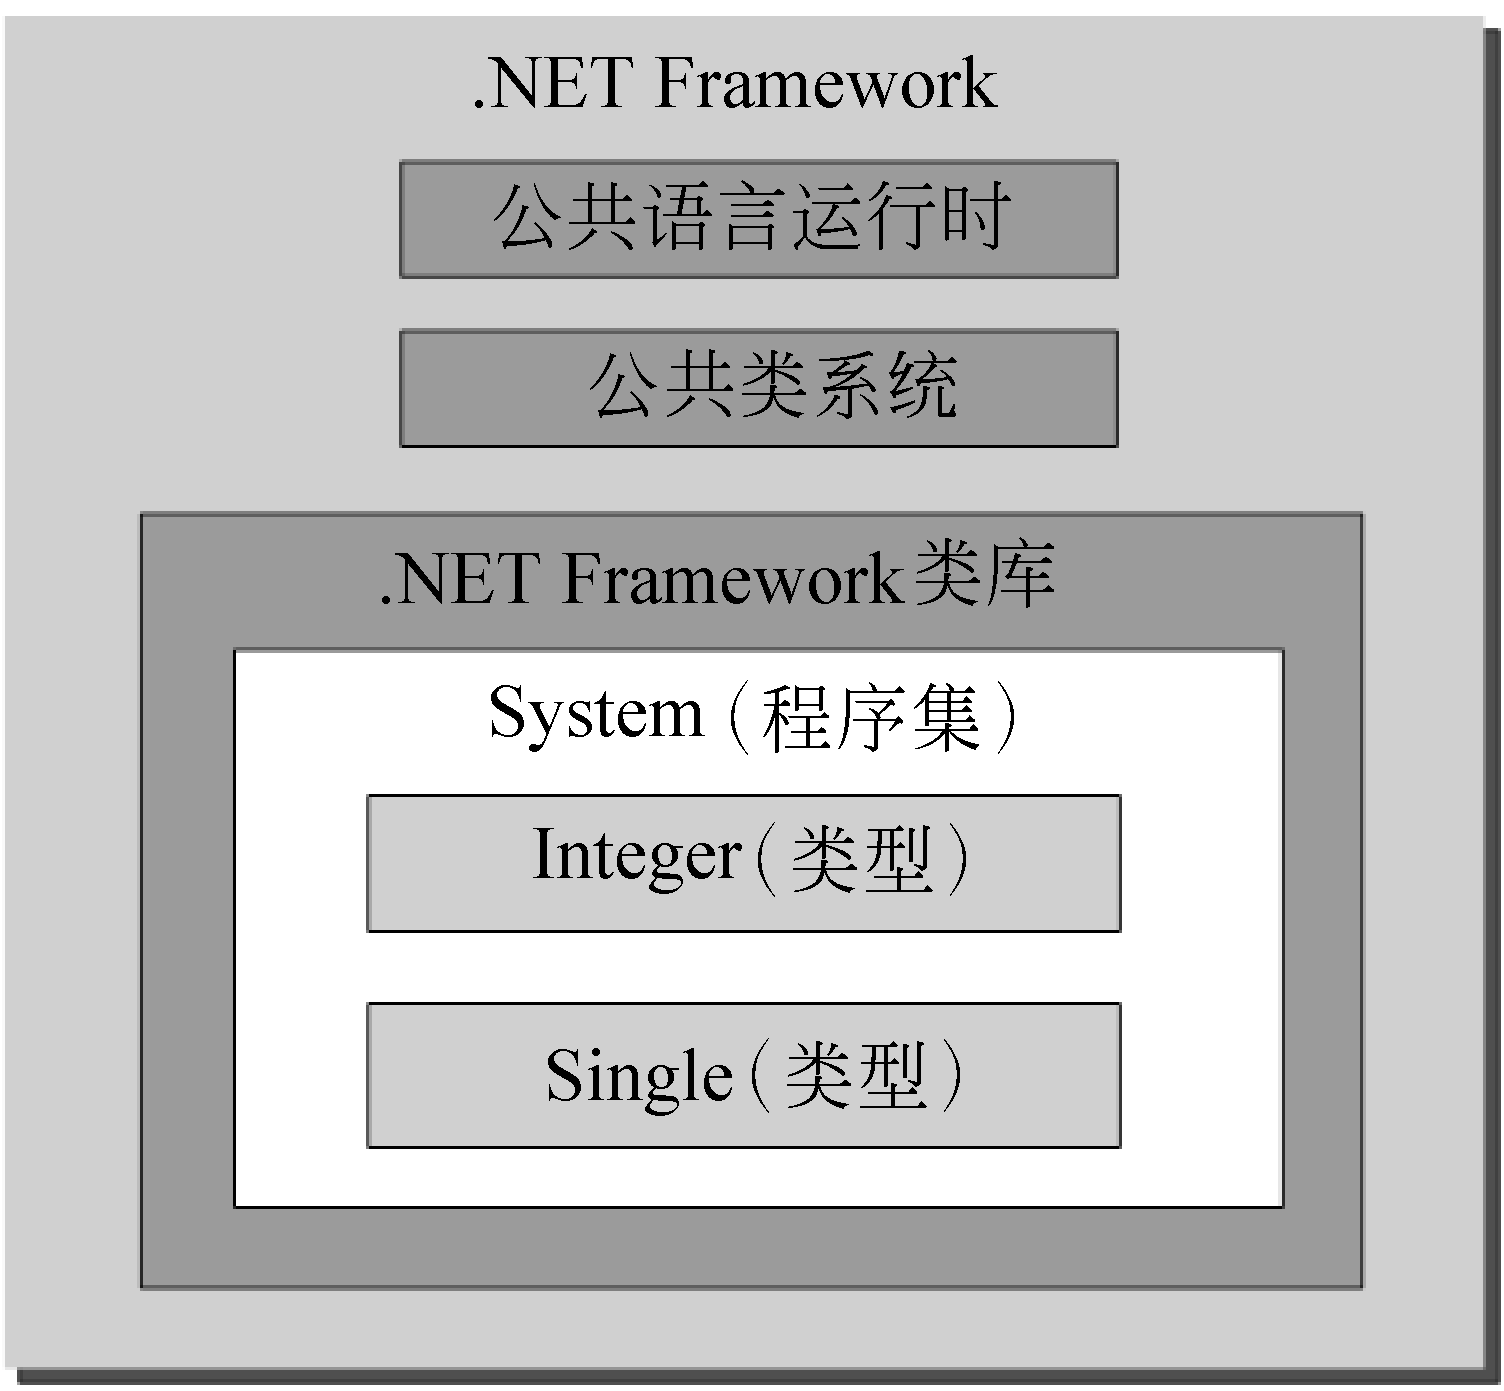 .NET Framework
公共语言运行时
公共类系统
.NET Framework类库
System（程序集）
Integer（类型）
Single（类型）